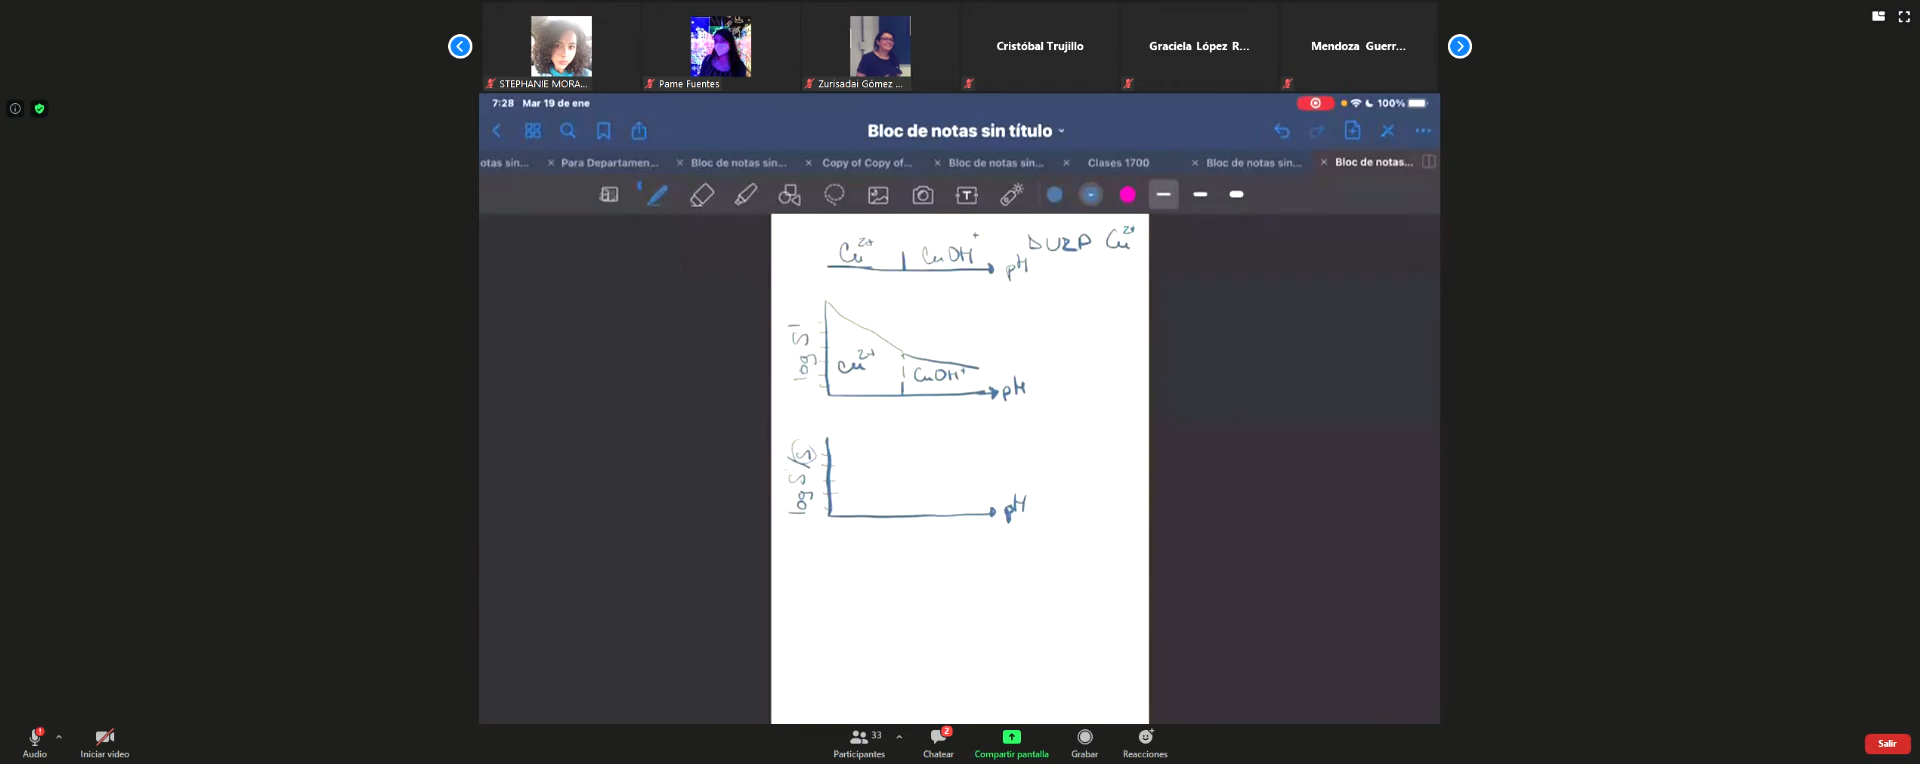 Cristóbal Trujillo
Graciela López R...
Mendoza Guerr...
STEPHANIE MORA...
Pame Fuentes
Zurisadai Gómez ...
7:28 Mar 19 de ene
100%
Bloc de notas sin título
otas sin...
Para Departamen...
Bloc de notas sin...
Copy of Copy of...
Bloc de notas sin...
Clases 1700
Bloc de notas sin...
Bloc de notas...
T
Cu²⁺ CuOH⁺ pH
DUZP Cu²⁺
log S'
Cu²⁺ CuOH⁺ pH
log S (S)
pH
Audio
Iniciar video
Participantes 33
Chatear 2
Compartir pantalla
Grabar
Reacciones
Salir